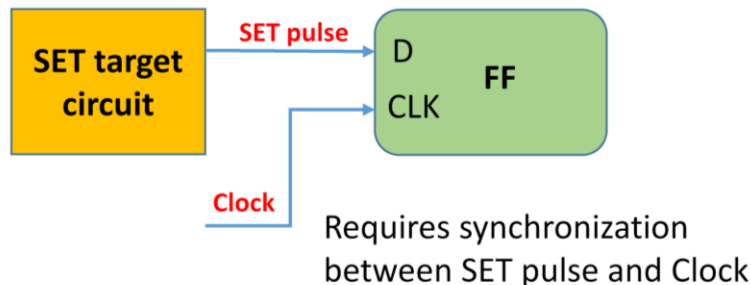 SET target
circuit
SET pulse
D
FF
CLK
Clock
Requires synchronization
between SET pulse and Clock